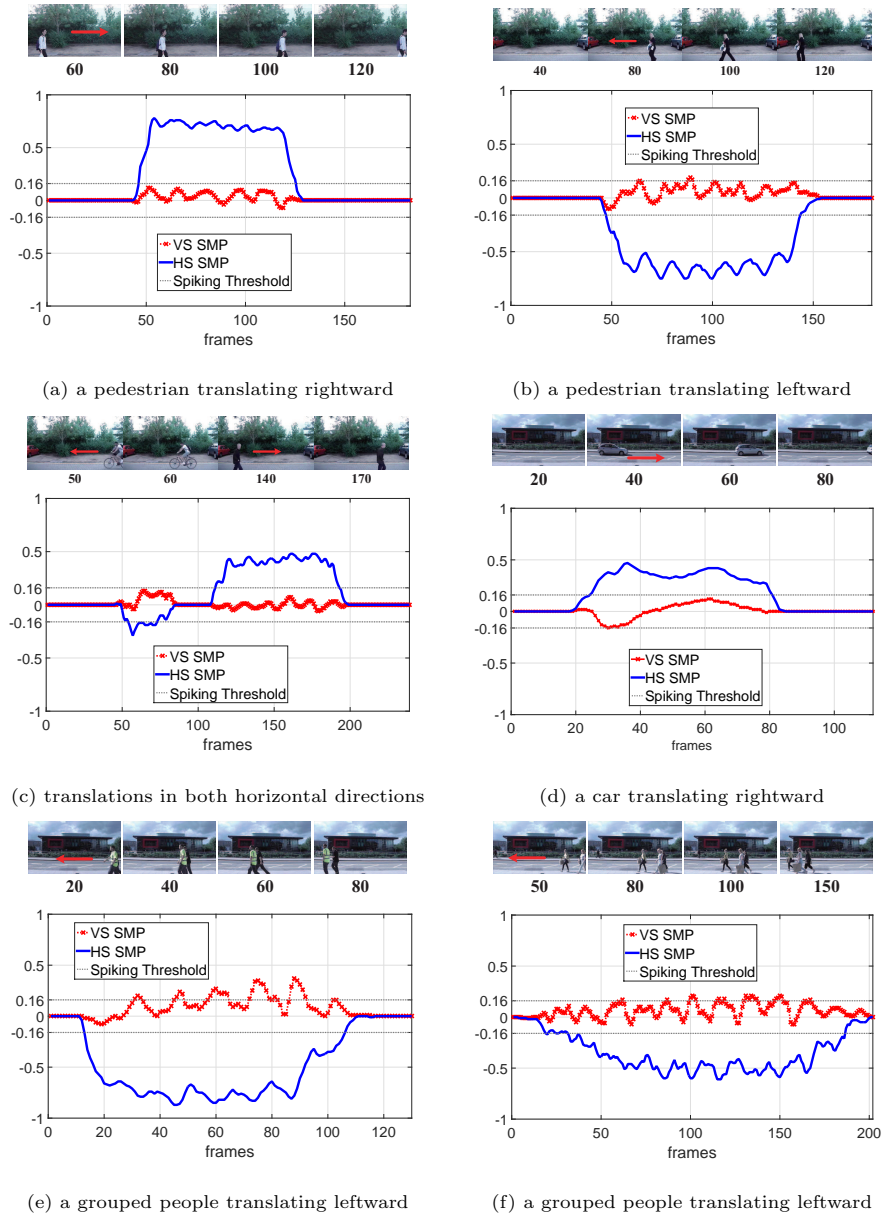 60 80 100 120
1
0.5
0.16
0
-0.16
-0.5
-1
VS SMP
HS SMP
Spiking Threshold
0 50 100 150
frames
(a) a pedestrian translating rightward
40 80 100 120
1
0.5
0.16
0
-0.16
-0.5
-1
VS SMP
HS SMP
Spiking Threshold
0 50 100 150
frames
(b) a pedestrian translating leftward
50 60 140 170
1
0.5
0.16
0
-0.16
-0.5
-1
VS SMP
HS SMP
Spiking Threshold
0 50 100 150 200
frames
(c) translations in both horizontal directions
20 40 60 80
1
0.5
0.16
0
-0.16
-0.5
-1
VS SMP
HS SMP
Spiking Threshold
0 20 40 60 80 100
frames
(d) a car translating rightward
20 40 60 80
1
0.5
0.16
0
-0.16
-0.5
-1
VS SMP
HS SMP
Spiking Threshold
0 20 40 60 80 100 120
frames
(e) a grouped people translating leftward
50 80 100 150
1
0.5
0.16
0
-0.16
-0.5
-1
VS SMP
HS SMP
Spiking Threshold
0 50 100 150 200
frames
(f) a grouped people translating leftward